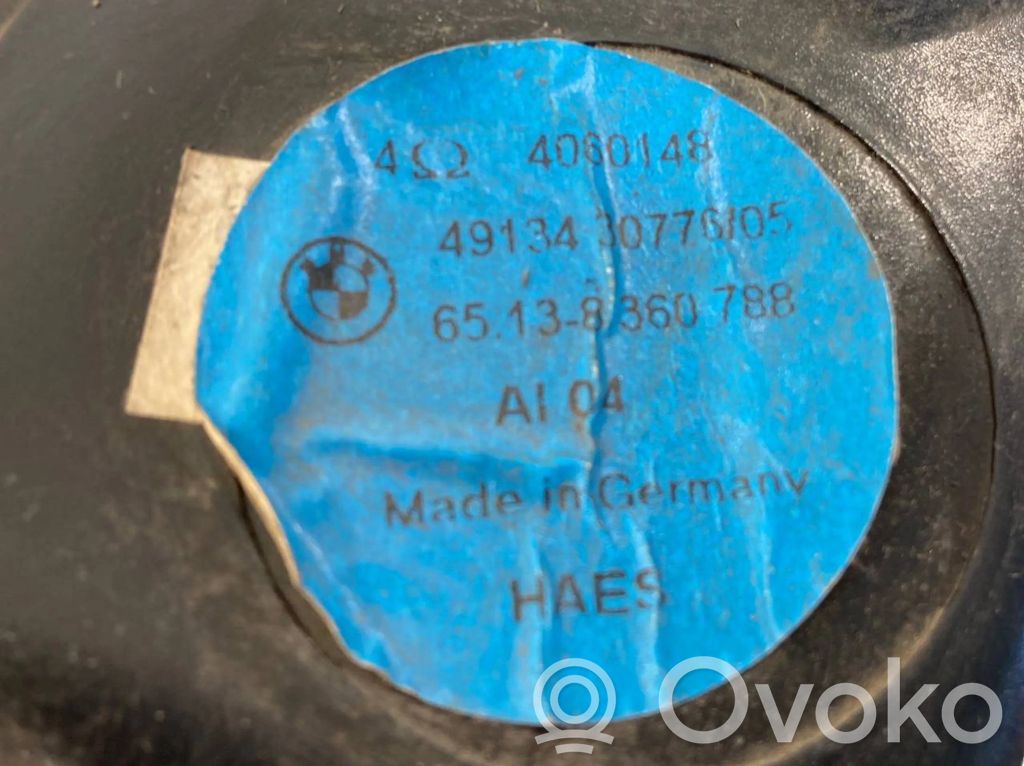 4Ω 4060148
49134 30776/05
65.13-8 360 788
AI 04
Made in Germany
HAES
Ovoko